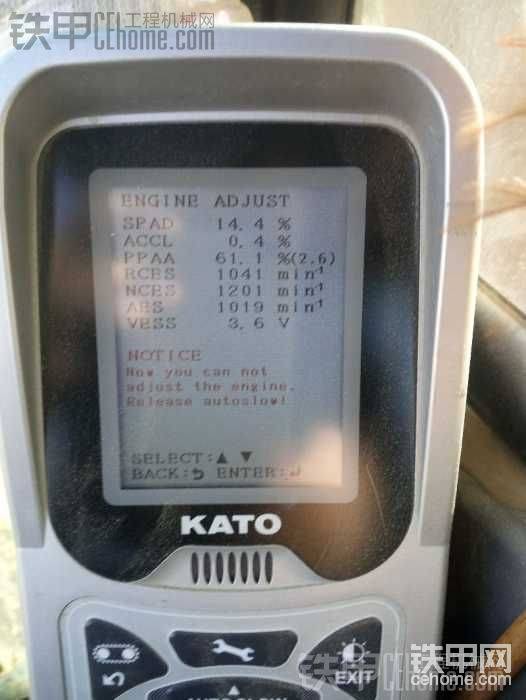 铁甲 CE 工程机械网
Cehome.com
ENGINE ADJUST
SPAD 14.4 %
ACCL 0.4 %
PPAA 61.1 %(2.6)
RCES 1041 min-1
NCES 1201 min-1
AES 1019 min-1
VESS 3.6 V
NOTICE
Now you can not
adjust the engine.
Release autoslow!
SELECT:▲ ▼
BACK:↶ ENTER:↲
KATO
EXIT
铁甲网
Cehome.com